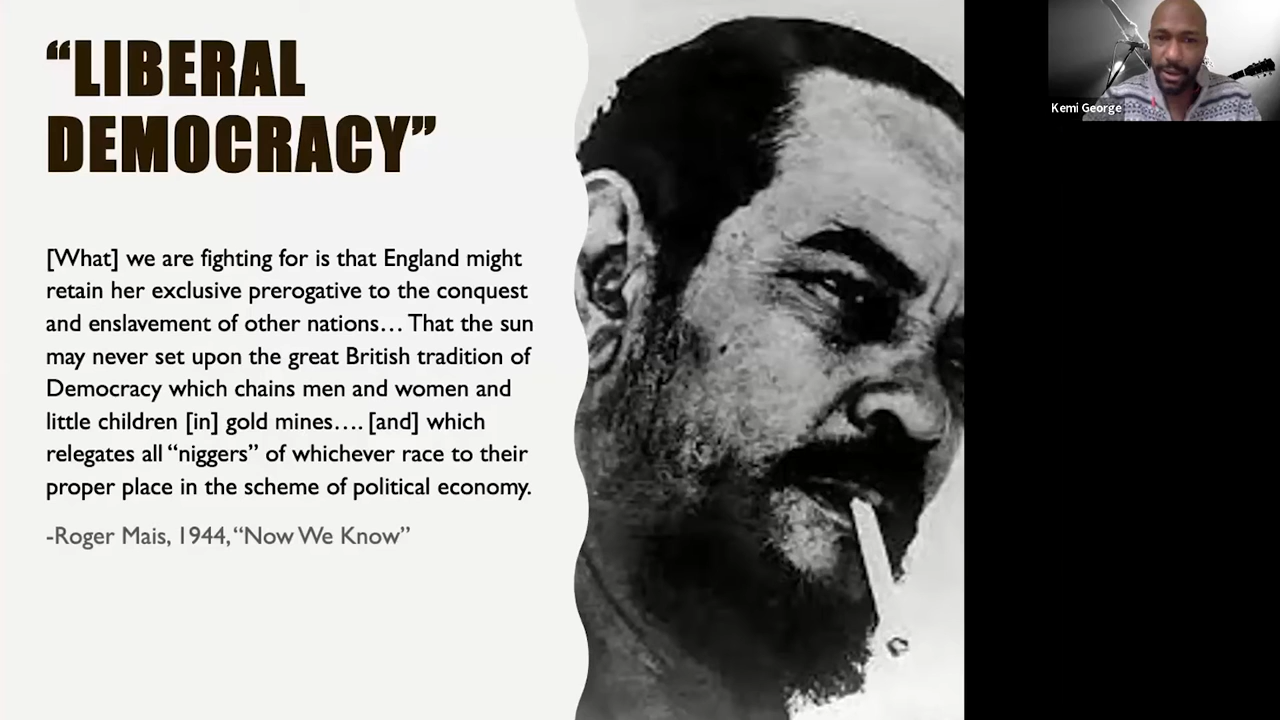 “LIBERAL
DEMOCRACY”
[What] we are fighting for is that England might
retain her exclusive prerogative to the conquest
and enslavement of other nations… That the sun
may never set upon the great British tradition of
Democracy which chains men and women and
little children [in] gold mines…. [and] which
relegates all “niggers” of whichever race to their
proper place in the scheme of political economy.
-Roger Mais, 1944, “Now We Know”
Kemi George